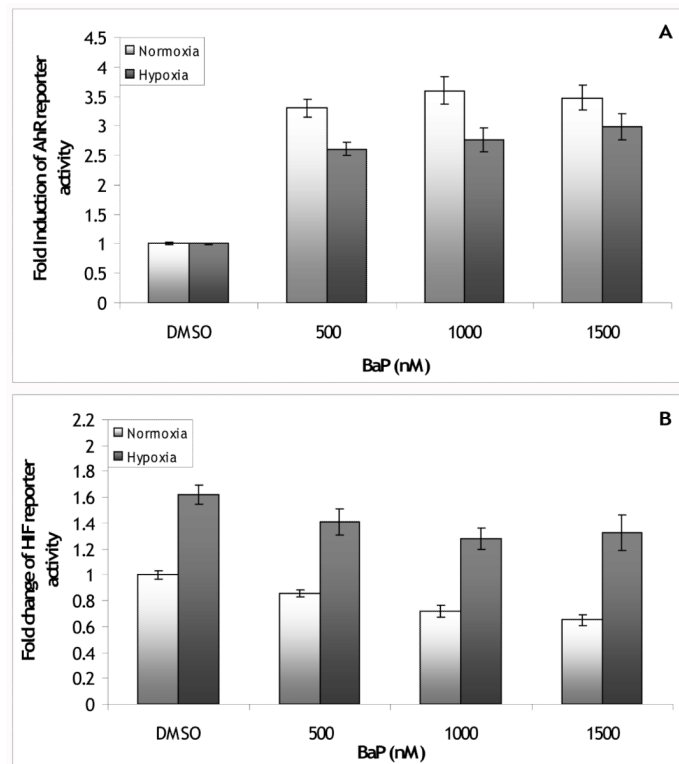 A
Normoxia
Hypoxia
Fold Induction of AhR reporter
activity
4.5
4
3.5
3
2.5
2
1.5
1
0.5
0
DMSO 500 1000 1500
BaP (nM)
B
Normoxia
Hypoxia
Fold change of HIF reporter
activity
2.2
2
1.8
1.6
1.4
1.2
1
0.8
0.6
0.4
0.2
0
DMSO 500 1000 1500
BaP (nM)